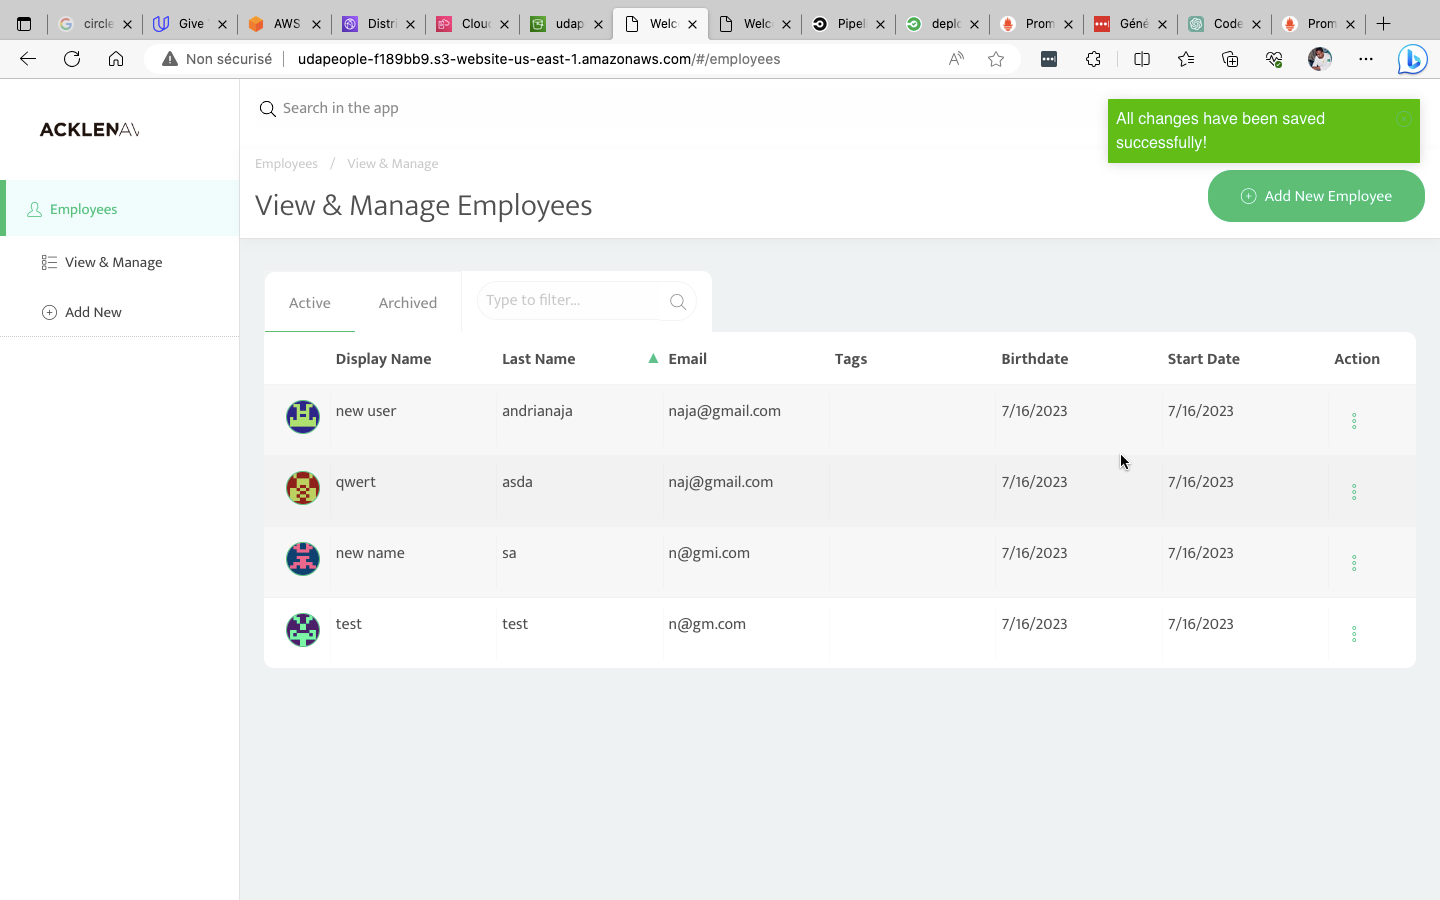 circle
Give
AWS
Distri
Clou
udap
Welc
Welc
Pipel
deplo
Prom
Géné
Code
Prom
Non sécurisé
udapeople-f189bb9.s3-website-us-east-1.amazonaws.com/#/employees
ACKLENAV
Search in the app
All changes have been saved
successfully!
Employees / View & Manage
View & Manage Employees
Add New Employee
Employees
View & Manage
Add New
Active
Archived
Type to filter...
Display Name Last Name Email Tags Birthdate Start Date Action
new user andrianaja naja@gmail.com 7/16/2023 7/16/2023
qwert asda naj@gmail.com 7/16/2023 7/16/2023
new name sa n@gmi.com 7/16/2023 7/16/2023
test test n@gm.com 7/16/2023 7/16/2023